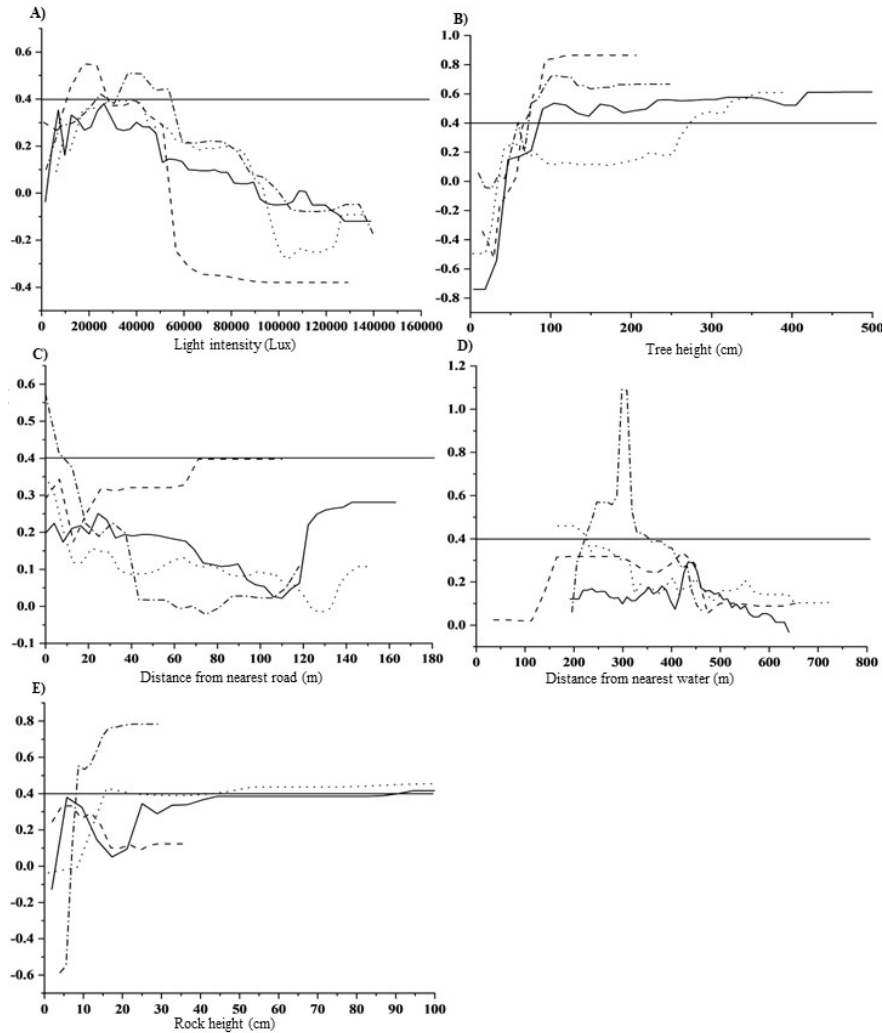 A)
0.6
0.4
0.2
0.0
-0.2
-0.4
0 20000 40000 60000 80000 100000 120000 140000 160000
Light intensity (Lux)
B)
1.0
0.8
0.6
0.4
0.2
0.0
-0.2
-0.4
-0.6
-0.8
0 100 200 300 400 500
Tree height (cm)
C)
0.6
0.5
0.4
0.3
0.2
0.1
0.0
-0.1
0 20 40 60 80 100 120 140 160 180
Distance from nearest road (m)
D)
1.2
1.0
0.8
0.6
0.4
0.2
0.0
0 100 200 300 400 500 600 700 800
Distance from nearest water (m)
E)
0.8
0.6
0.4
0.2
0.0
-0.2
-0.4
-0.6
0 10 20 30 40 50 60 70 80 90 100
Rock height (cm)